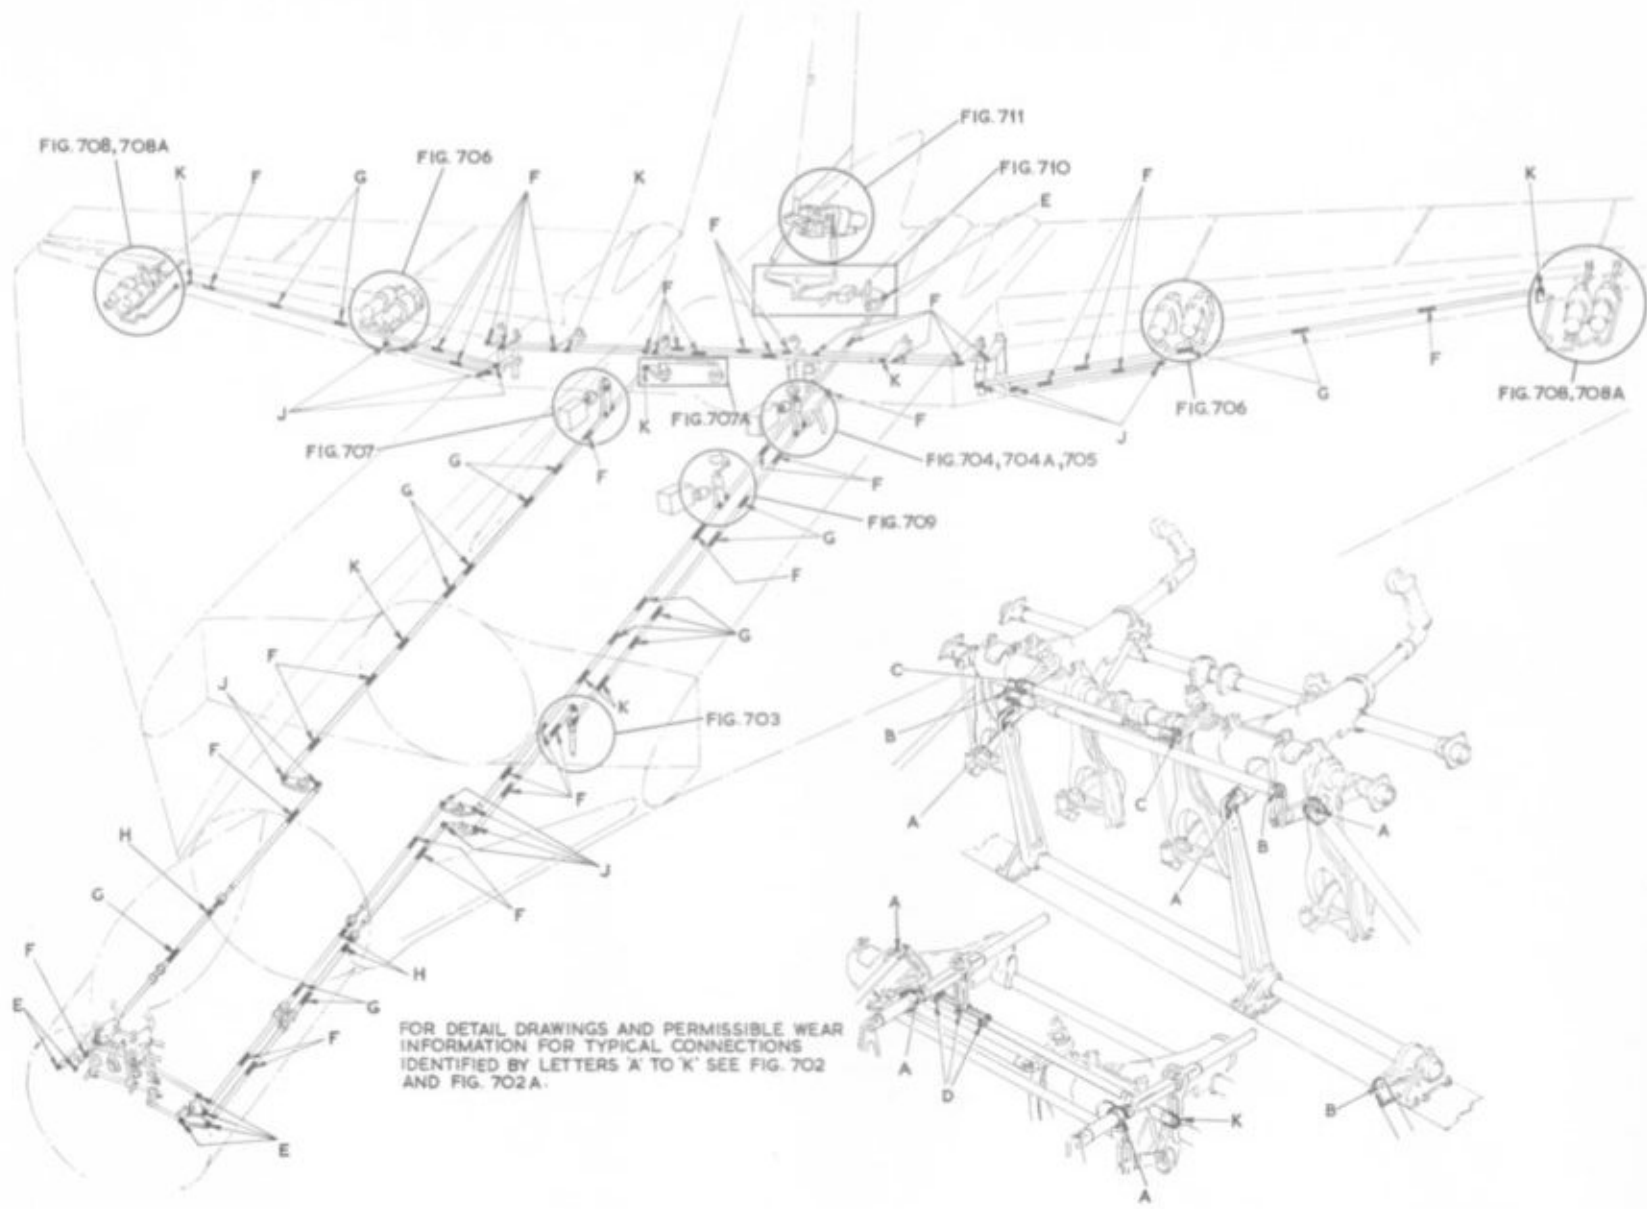 FIG. 711
FIG. 708, 708A
FIG. 706
FIG. 710
K
F
G
F
K
F
E
F
K
F
F
J
K
FIG. 707A
K
F
J
FIG. 706
G
F
FIG. 708, 708A
FIG. 707
G
F
FIG. 704, 704A, 705
F
G
FIG. 709
G
K
F
G
F
J
K
FIG. 703
F
F
H
J
G
F
F
H
E
G
F
E
C
B
A
C
B
A
A
A
A
D
K
B
A
FOR DETAIL DRAWINGS AND PERMISSIBLE WEAR
INFORMATION FOR TYPICAL CONNECTIONS
IDENTIFIED BY LETTERS 'A' TO 'K' SEE FIG. 702
AND FIG. 702A.